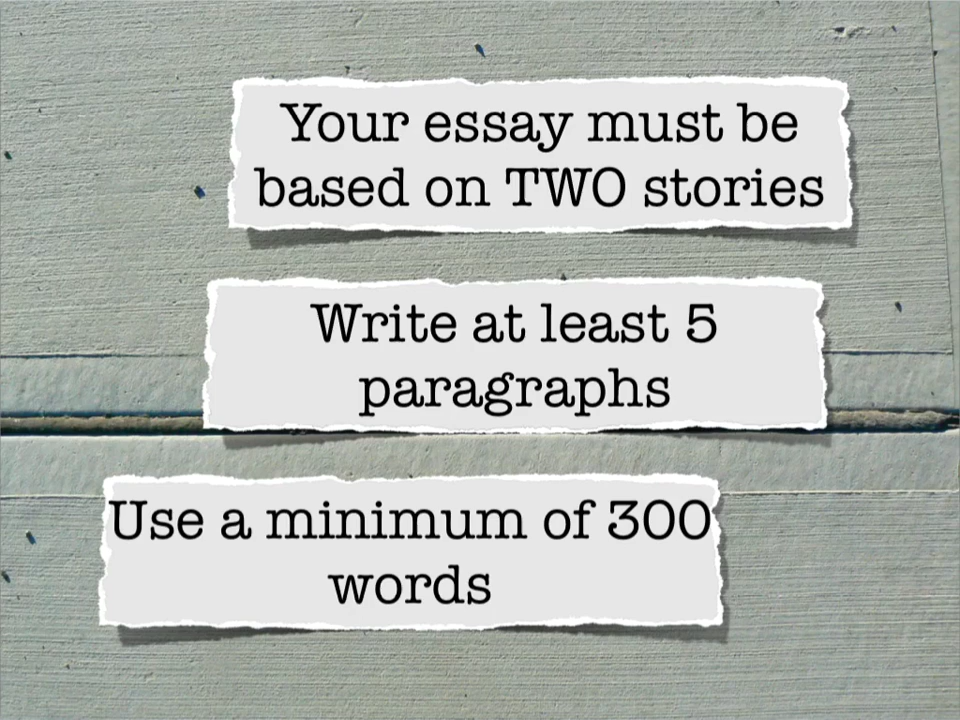 Your essay must be
based on TWO stories
Write at least 5
paragraphs
Use a minimum of 300
words